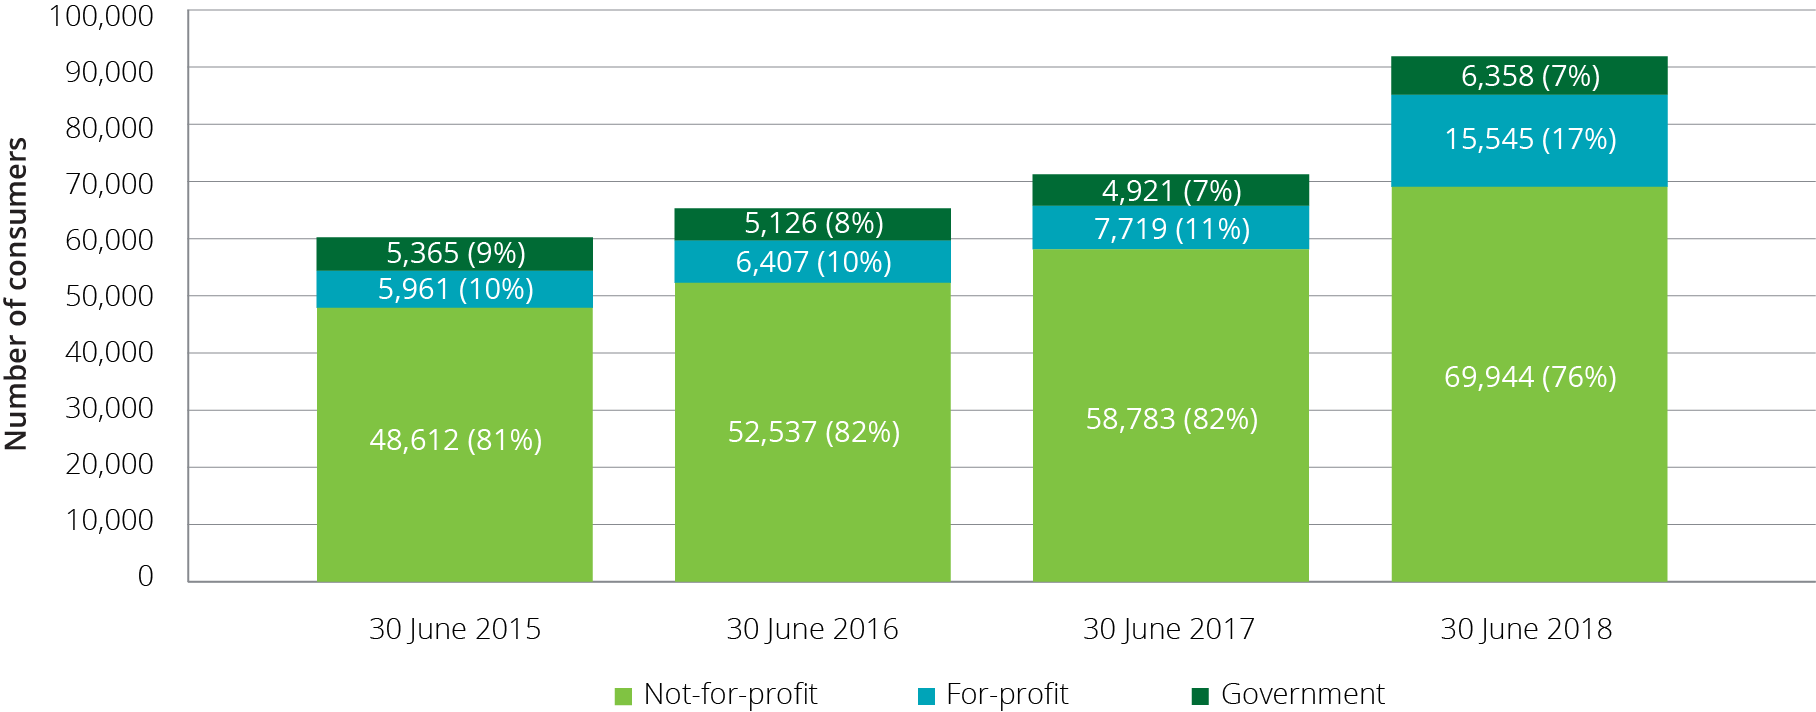 Number of consumers
100,000
90,000
80,000
70,000
60,000
50,000
40,000
30,000
20,000
10,000
0
5,365 (9%)
5,961 (10%)
48,612 (81%)
5,126 (8%)
6,407 (10%)
52,537 (82%)
4,921 (7%)
7,719 (11%)
58,783 (82%)
6,358 (7%)
15,545 (17%)
69,944 (76%)
30 June 2015
30 June 2016
30 June 2017
30 June 2018
Not-for-profit
For-profit
Government